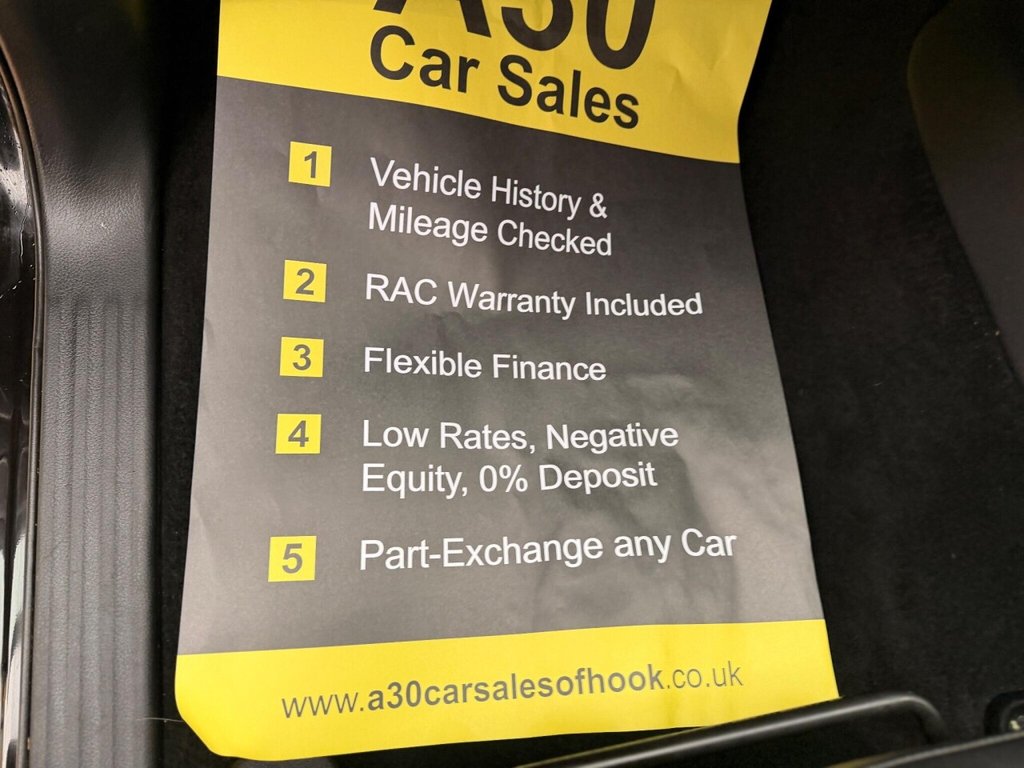 A30
Car Sales
1 Vehicle History &
Mileage Checked
2 RAC Warranty Included
3 Flexible Finance
4 Low Rates, Negative
Equity, 0% Deposit
5 Part-Exchange any Car
www.a30carsalesofhook.co.uk